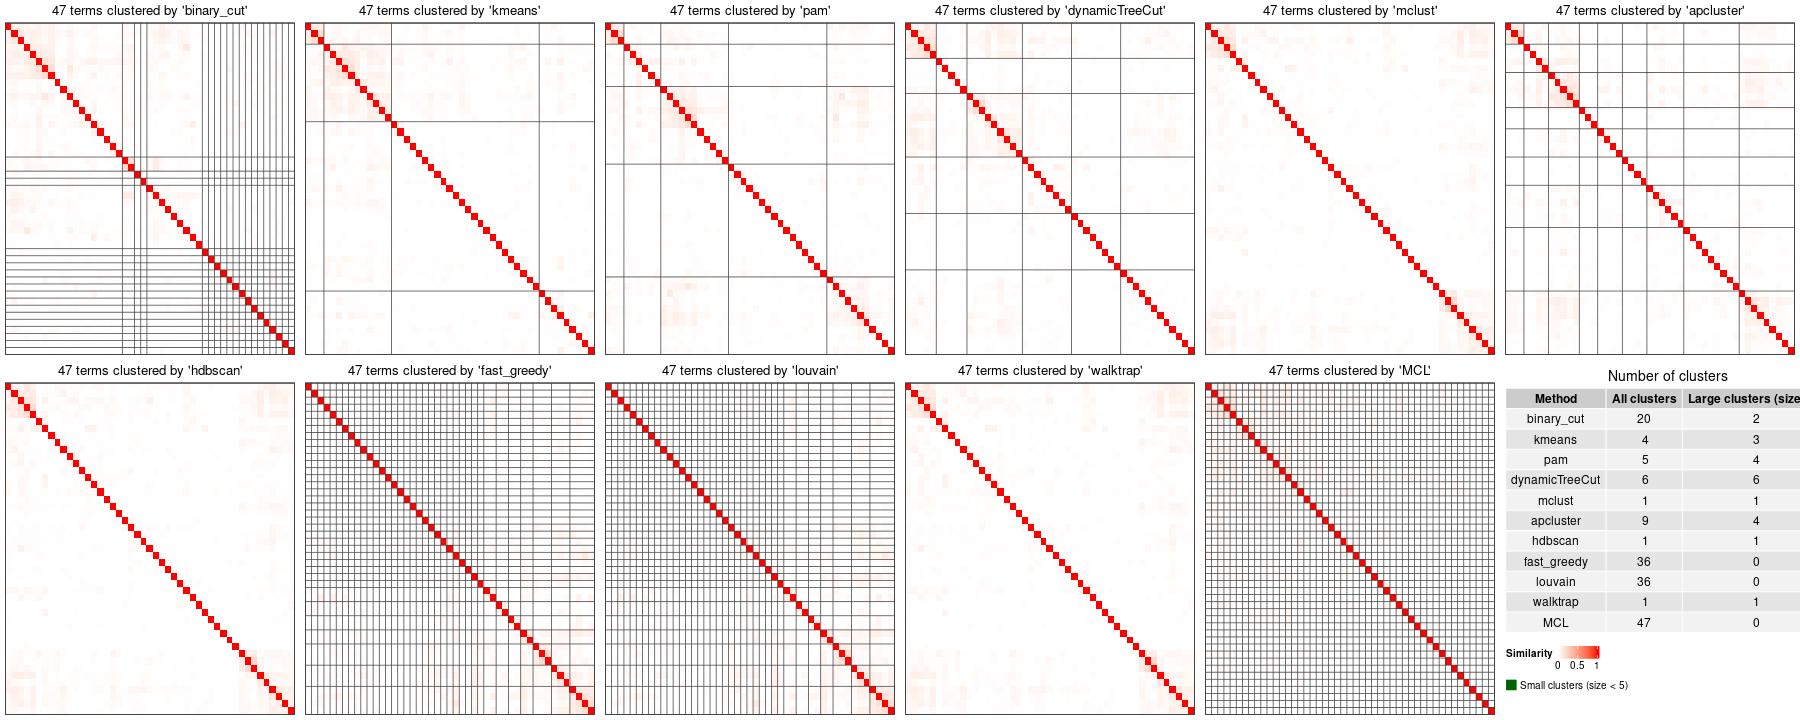 47 terms clustered by 'binary_cut'
47 terms clustered by 'kmeans'
47 terms clustered by 'pam'
47 terms clustered by 'dynamicTreeCut'
47 terms clustered by 'mclust'
47 terms clustered by 'apcluster'
47 terms clustered by 'hdbscan'
47 terms clustered by 'fast_greedy'
47 terms clustered by 'louvain'
47 terms clustered by 'walktrap'
47 terms clustered by 'MCL'
Number of clusters
Method All clusters Large clusters (size
binary_cut 20 2
kmeans 4 3
pam 5 4
dynamicTreeCut 6 6
mclust 1 1
apcluster 9 4
hdbscan 1 1
fast_greedy 36 0
louvain 36 0
walktrap 1 1
MCL 47 0
Similarity
0 0.5 1
Small clusters (size < 5)